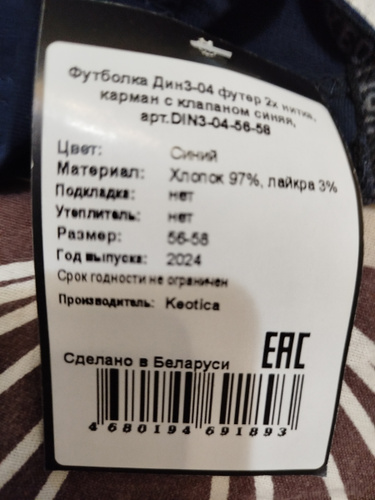 Футболка Дин3-04 футер 2х нитка,
карман с клапаном синяя,
арт.DIN3-04-56-58
Цвет: Синий
Материал: Хлопок 97%, лайкра 3%
Подкладка: нет
Утеплитель: нет
Размер: 56-58
Год выпуска: 2024
Срок годности не ограничен
Производитель: Keotica
Сделано в Беларуси
EAC
4 680194 691893